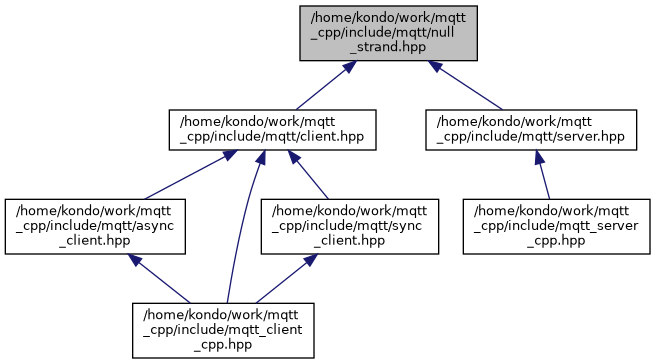 /home/kondo/work/mqtt
_cpp/include/mqtt/null
_strand.hpp
/home/kondo/work/mqtt
_cpp/include/mqtt/client.hpp
/home/kondo/work/mqtt
_cpp/include/mqtt/server.hpp
/home/kondo/work/mqtt
_cpp/include/mqtt/async
_client.hpp
/home/kondo/work/mqtt
_cpp/include/mqtt/sync
_client.hpp
/home/kondo/work/mqtt
_cpp/include/mqtt_server
_cpp.hpp
/home/kondo/work/mqtt
_cpp/include/mqtt_client
_cpp.hpp